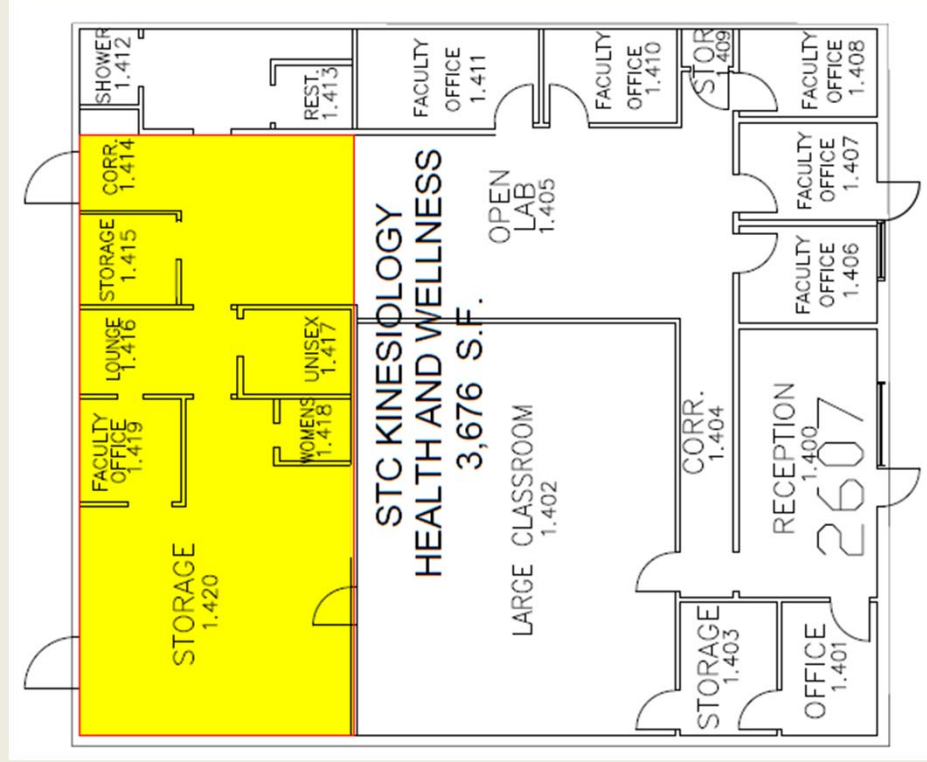 SHOWER
1.412
REST.
1.413
FACULTY
OFFICE
1.411
FACULTY
OFFICE
1.410
STOR
1.409
FACULTY
OFFICE
1.408
CORR.
1.414
STORAGE
1.415
LOUNGE
1.416
UNISEX
1.417
FACULTY
OFFICE
1.419
WOMENS
1.418
STORAGE
1.420
STC KINESIOLOGY
HEALTH AND WELLNESS
3,676 S.F.
OPEN
LAB
1.405
FACULTY
OFFICE
1.407
FACULTY
OFFICE
1.406
LARGE CLASSROOM
1.402
CORR.
1.404
RECEPTION
1.400
2607
STORAGE
1.403
OFFICE
1.401